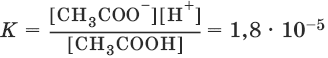 K = [CH₃COO⁻][H⁺] / [CH₃COOH] = 1,8 · 10⁻⁵